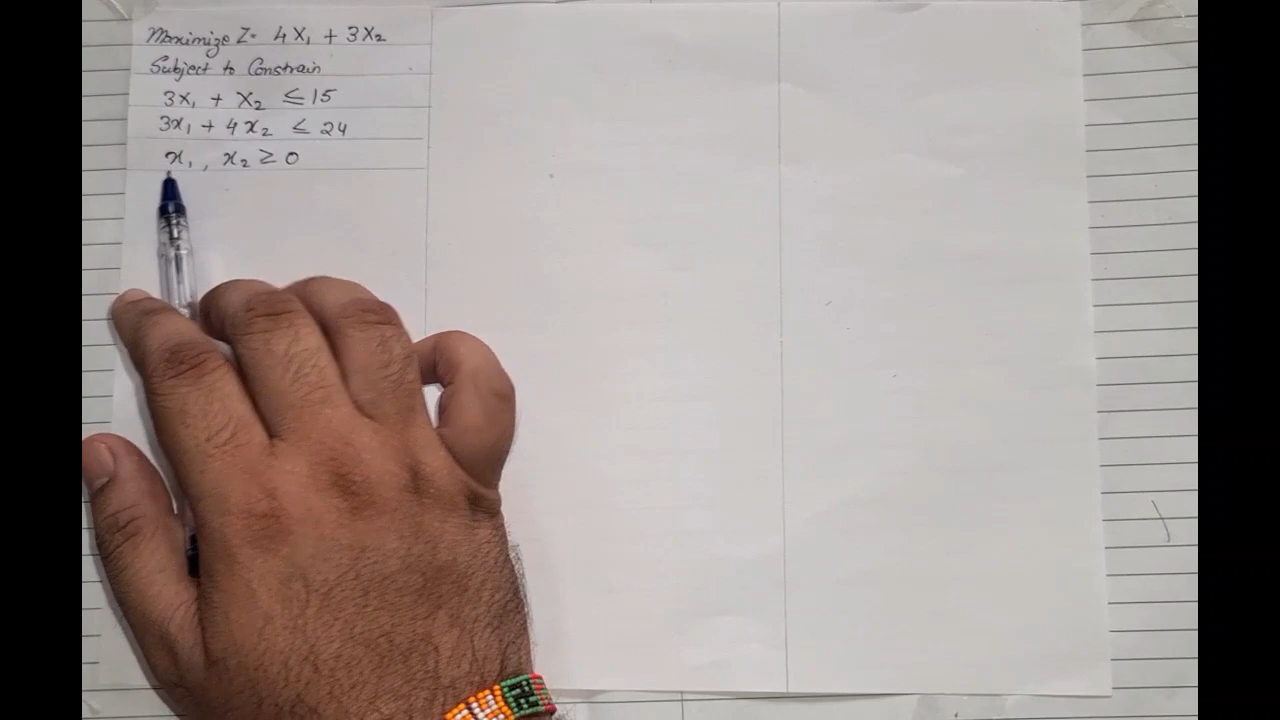 Maximize Z = 4X₁ + 3X₂
Subject to Constrain
3X₁ + X₂ ≤ 15
3x₁ + 4x₂ ≤ 24
x₁, x₂ ≥ 0